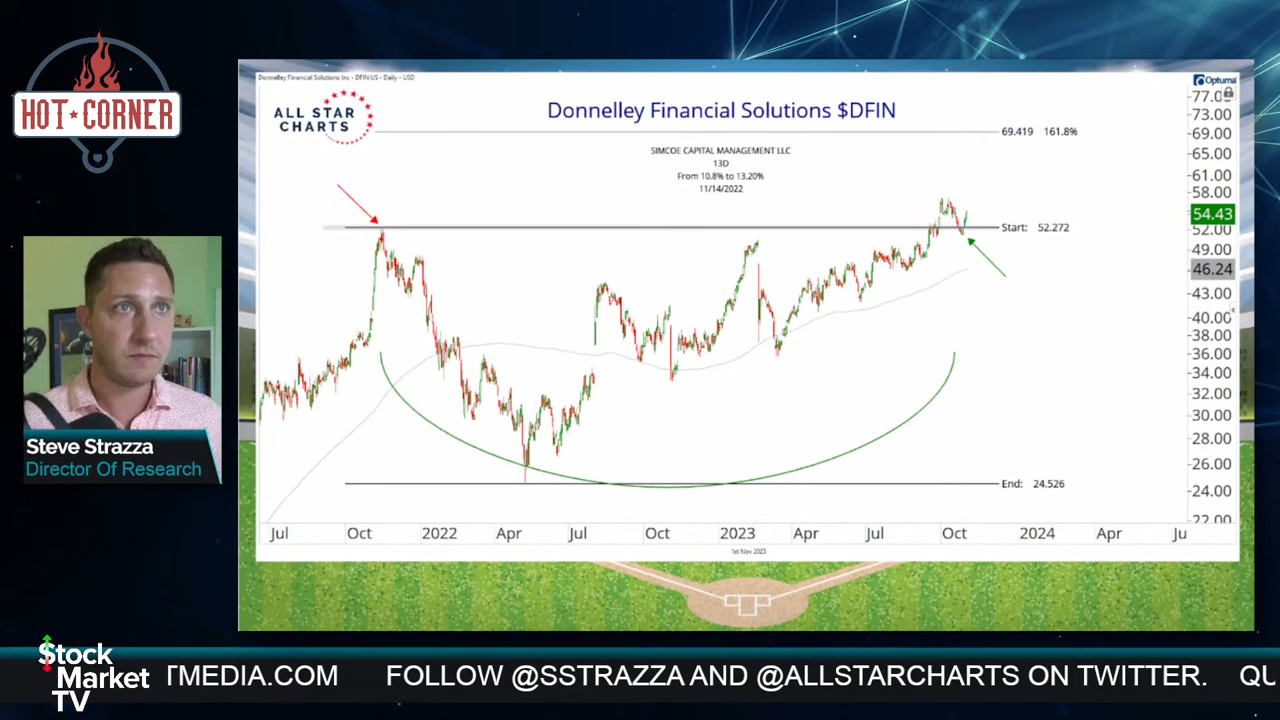 HOT★CORNER
Donnelley Financial Solutions Inc - DFIN:US - Daily - USD
Optuma
ALL STAR
CHARTS
Donnelley Financial Solutions $DFIN
SIMCOE CAPITAL MANAGEMENT LLC
13D
From 10.8% to 13.20%
11/14/2022
69.419 161.8%
Start: 52.272
End: 24.526
73.00
69.00
65.00
61.00
58.00
54.43
52.00
49.00
46.24
43.00
40.00
38.00
36.00
34.00
32.00
30.00
28.00
26.00
24.00
22.00
Jul Oct 2022 Apr Jul Oct 2023 Apr Jul Oct 2024 Apr Ju
1st Nov 2023
Steve Strazza
Director Of Research
$tock
Market
TV
TMEDIA.COM FOLLOW @SSTRAZZA AND @ALLSTARCHARTS ON TWITTER. QU